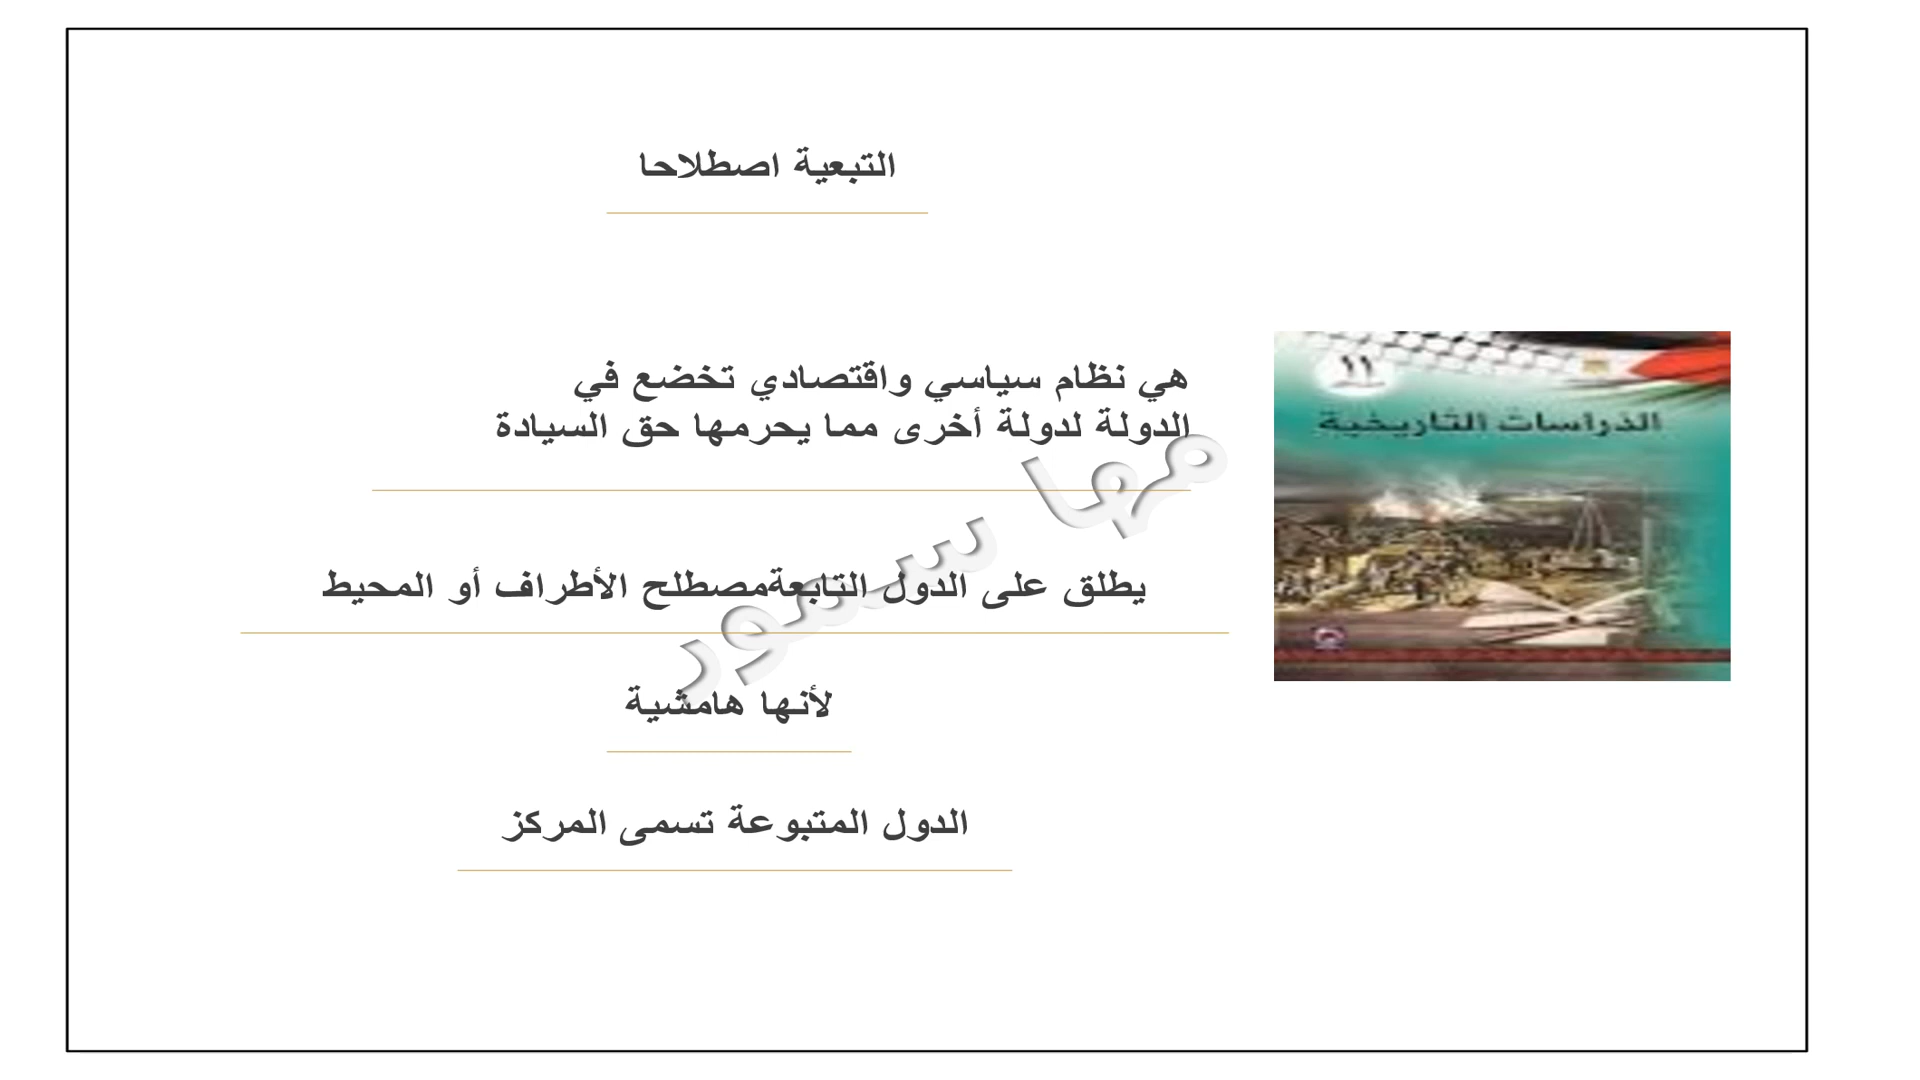 التبعية اصطلاحا
هي نظام سياسي واقتصادي تخضع في
الدولة لدولة أخرى مما يحرمها حق السيادة
يطلق على الدول التابعةمصطلح الأطراف أو المحيط
لأنها هامشية
الدول المتبوعة تسمى المركز
مها سمور
١١
الدراسات التاريخية